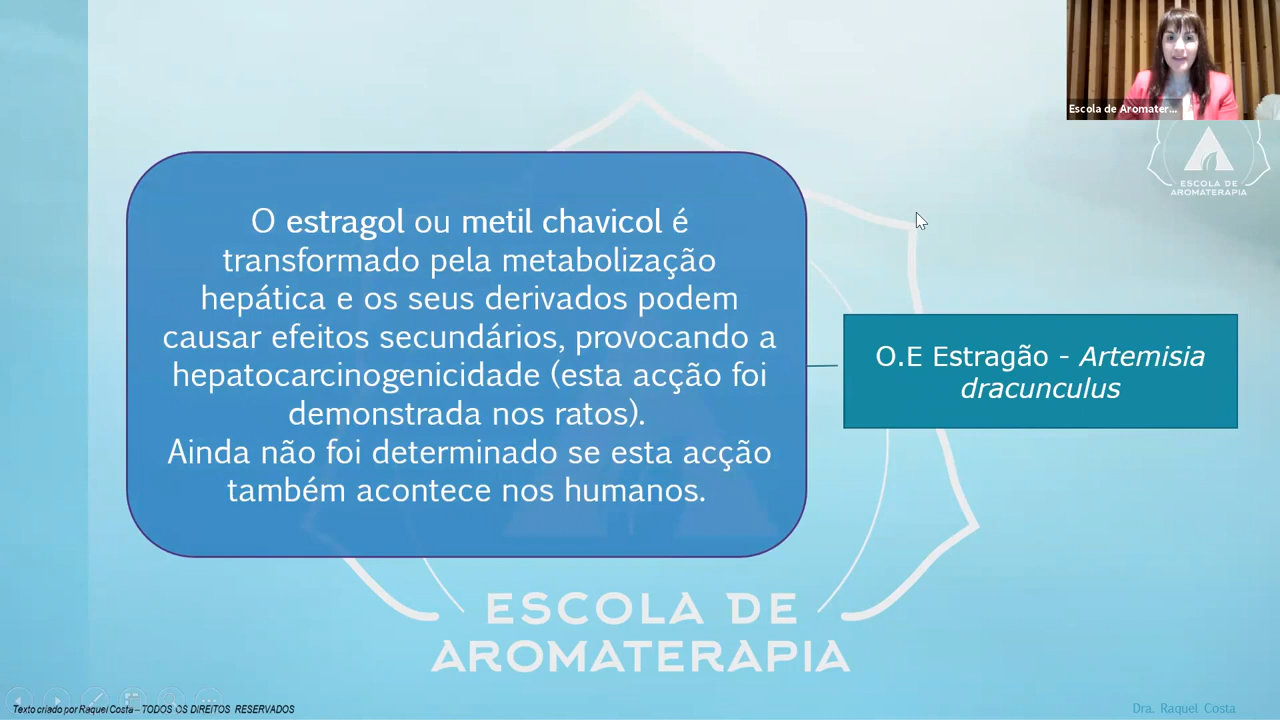 Escola de Aromater...
ESCOLA DE
AROMATERAPIA
O estragol ou metil chavicol é
transformado pela metabolização
hepática e os seus derivados podem
causar efeitos secundários, provocando a
hepatocarcinogenicidade (esta acção foi
demonstrada nos ratos).
Ainda não foi determinado se esta acção
também acontece nos humanos.
O.E Estragão - Artemisia
dracunculus
ESCOLA DE
AROMATERAPIA
Texto criado por Raquel Costa – TODOS OS DIREITOS RESERVADOS
Dra. Raquel Costa